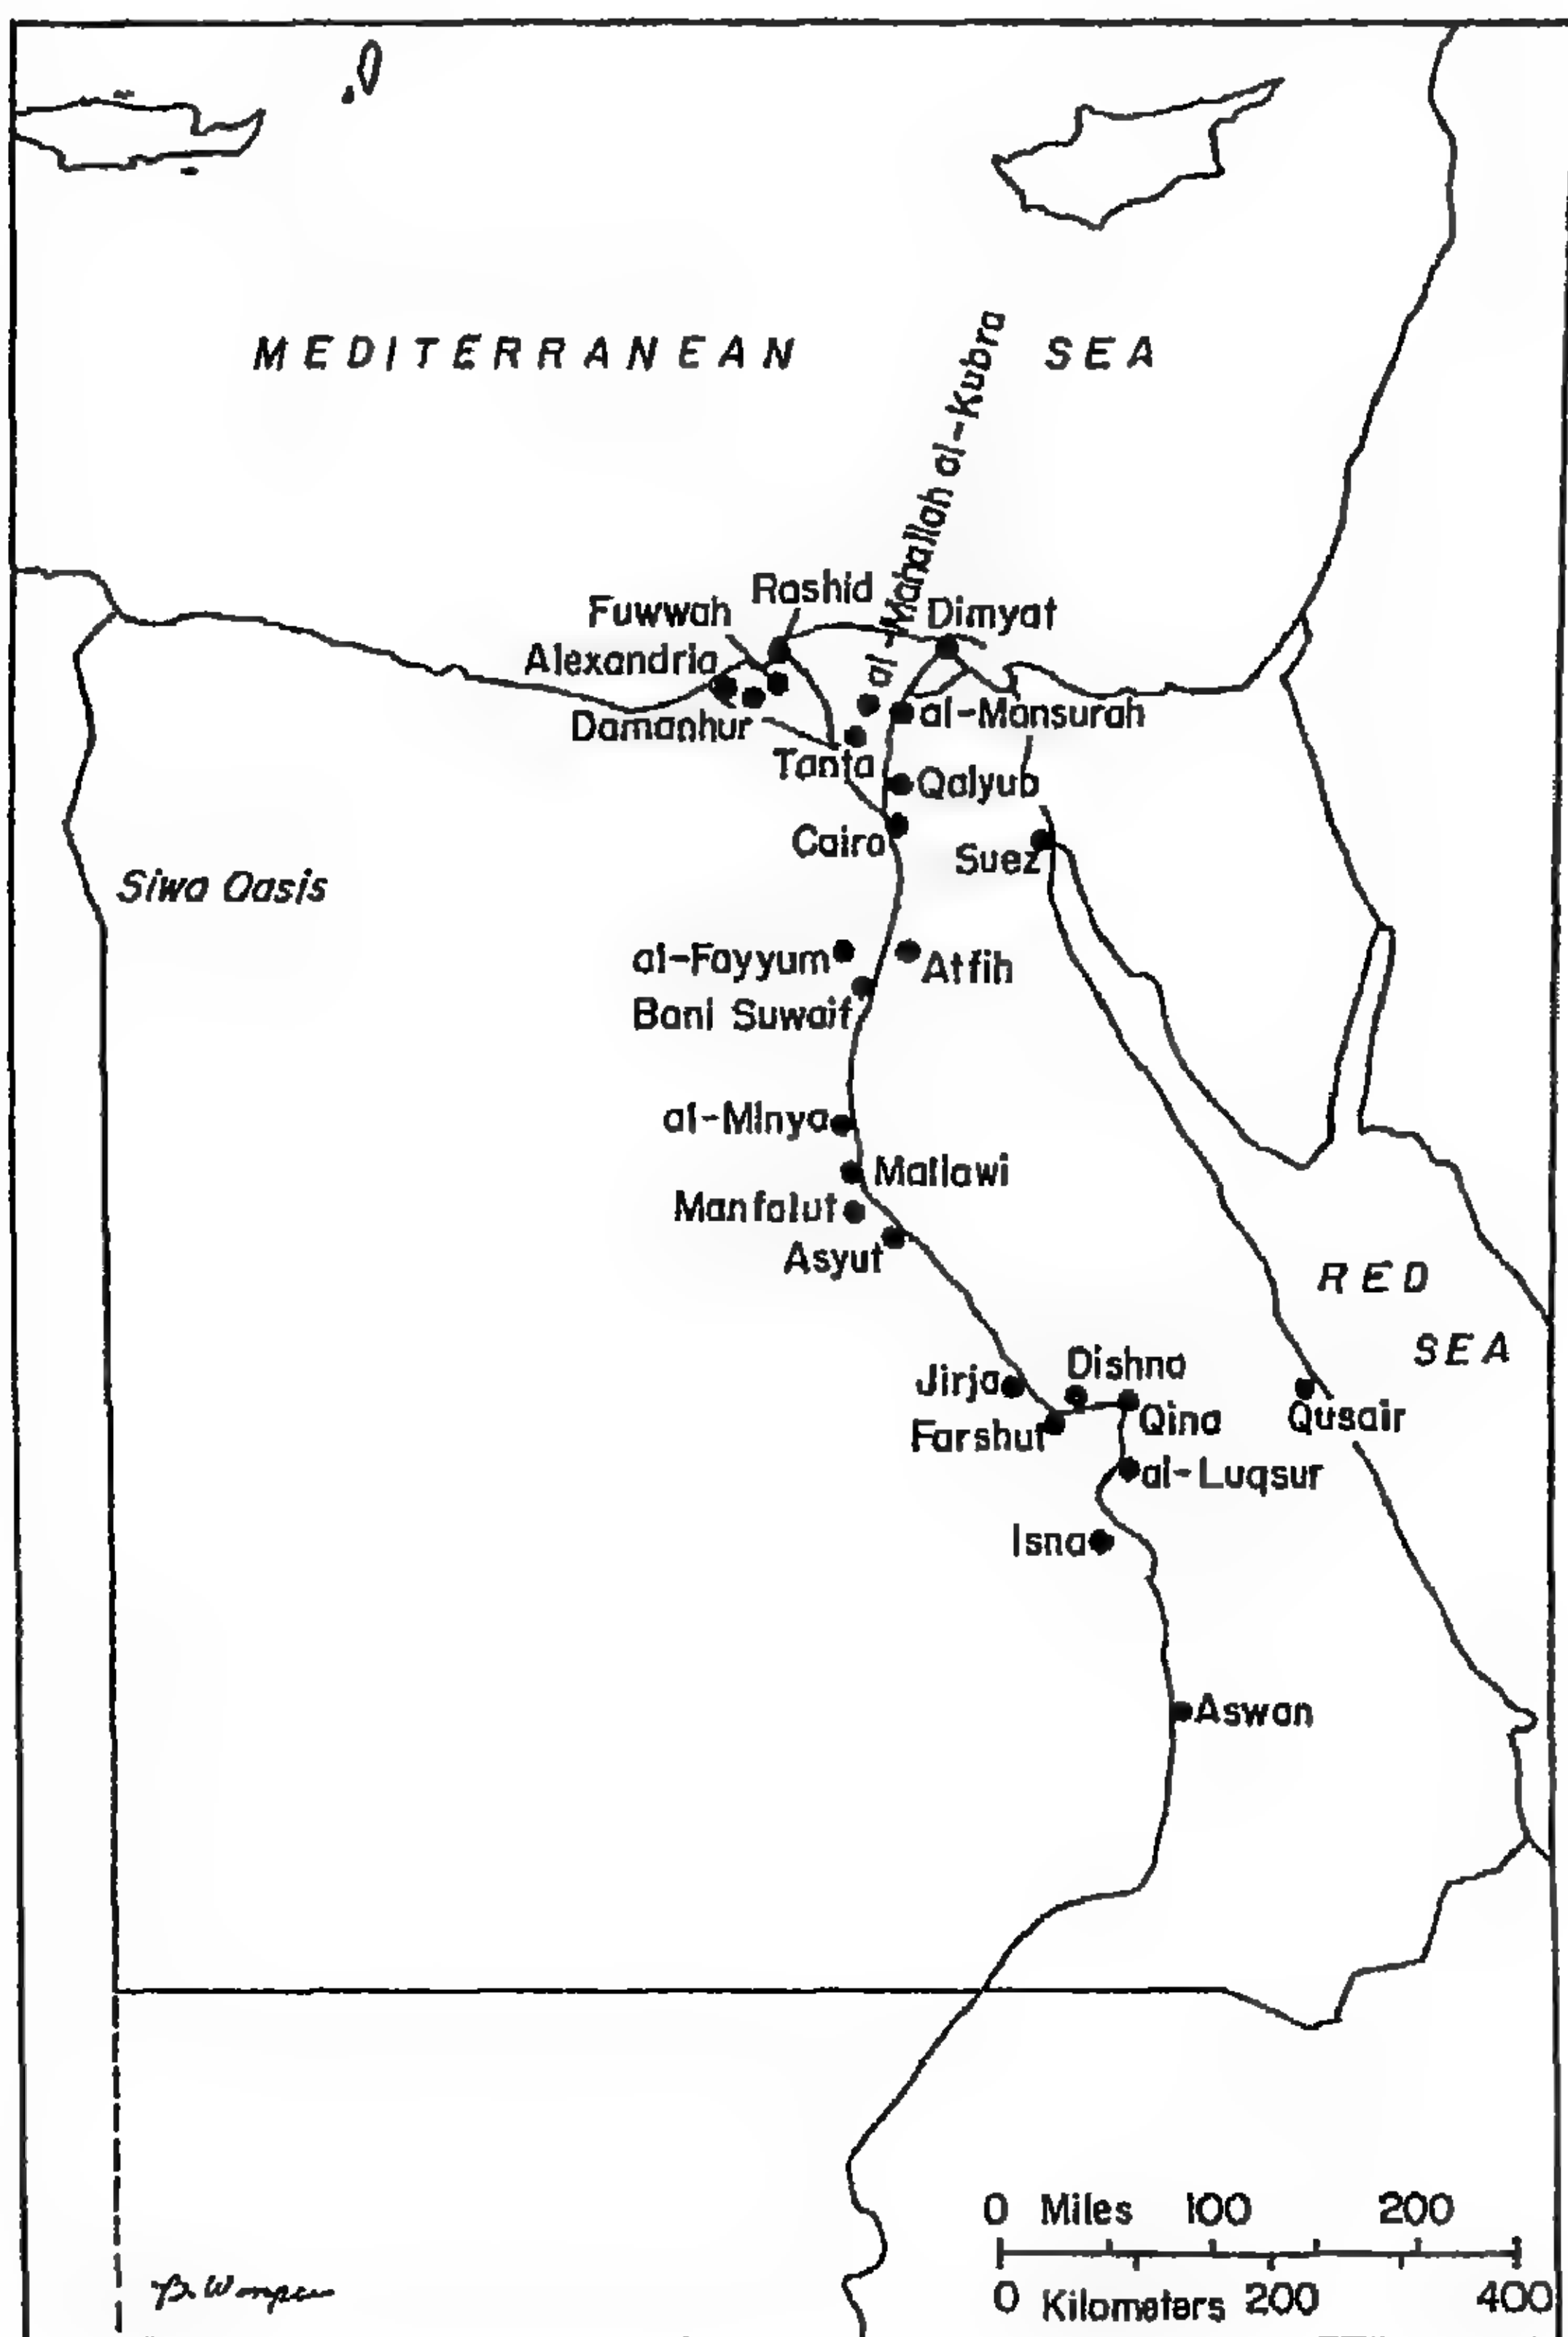 MEDITERRANEAN SEA
al-Mahallah al-Kubra
Rashid
Fuwwah
Dimyat
Alexandria
Damanhur
al-Mansurah
Tanta
Qalyub
Cairo
Suez
Siwa Oasis
al-Fayyum
Atfih
Bani Suwaif
al-Minya
Mallawi
Manfalut
Asyut
RED
SEA
Jirja
Dishna
Farshut
Qina
Qusair
al-Luqsur
Isna
Aswan
0 Miles 100 200
0 Kilometers 200 400